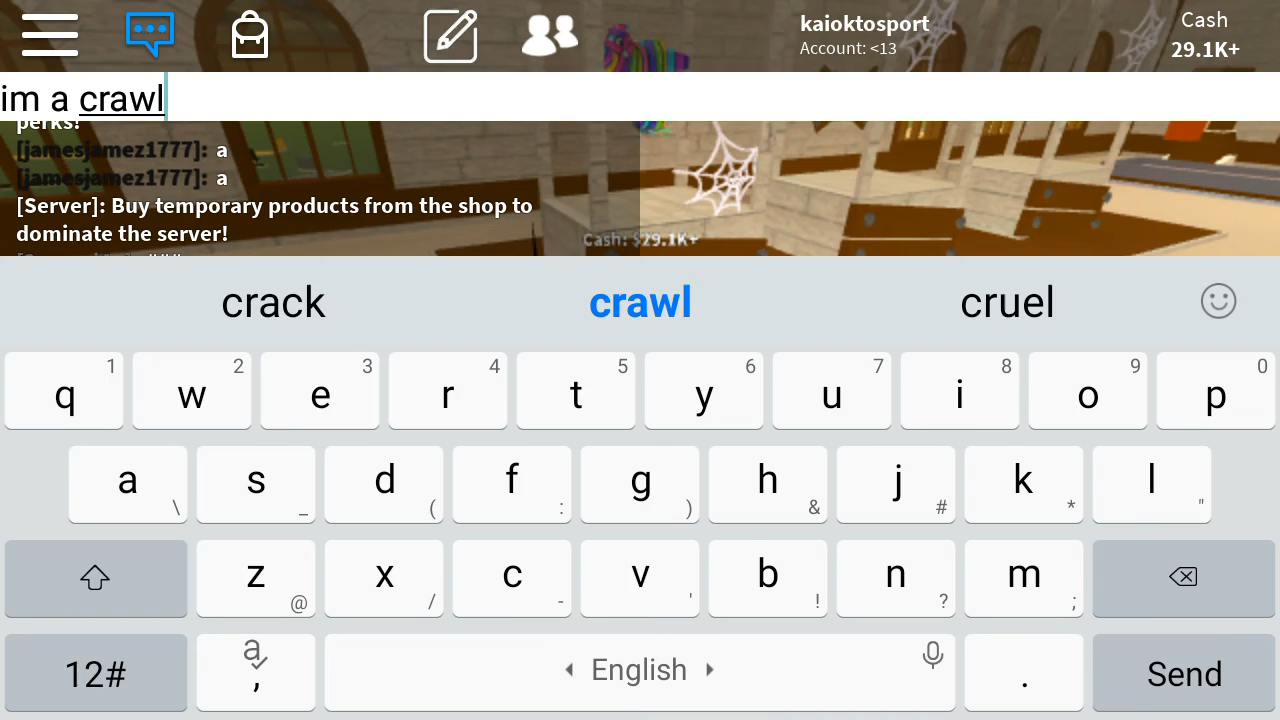 kaioktosport
Account: <13
Cash
29.1K+
im a crawl
perks!
[jamesjamez1777]: a
[jamesjamez1777]: a
[Server]: Buy temporary products from the shop to
dominate the server!
Cash: $29.1K+
crack crawl cruel
1 2 3 4 5 6 7 8 9 0
q w e r t y u i o p
a s d f g h j k l
\ _ ( : ) & # * "
z x c v b n m
@ / - ' ! ? ;
12# a , English . Send